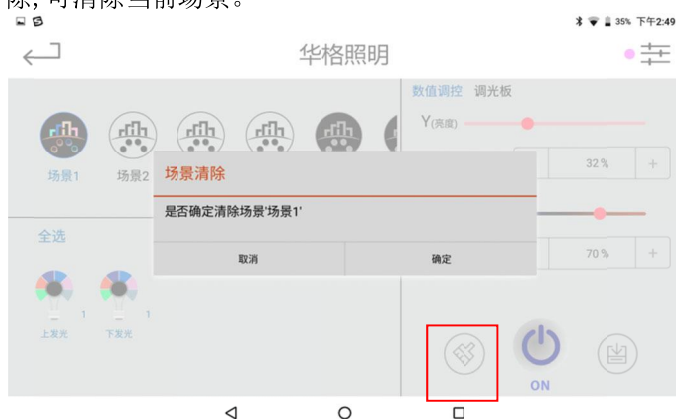 除，可清除当前场景。
35% 下午2:49
华格照明
数值调控 调光板
Y(亮度)
场景1 场景2
场景清除
是否确定清除场景'场景1'
取消 确定
32% +
70% +
全选
1 1
上发光 下发光
ON